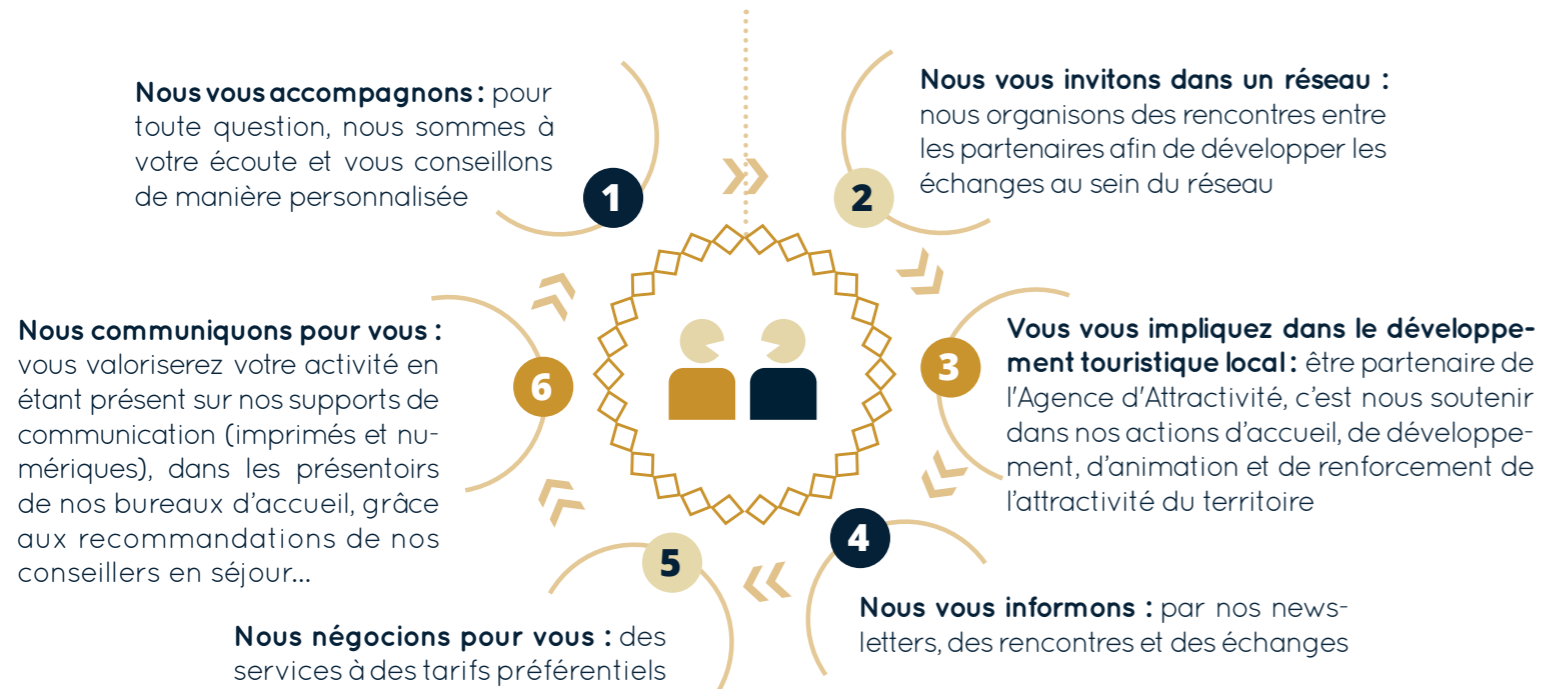 Nous vous accompagnons : pour
toute question, nous sommes à
votre écoute et vous conseillons
de manière personnalisée
1
Nous vous invitons dans un réseau :
nous organisons des rencontres entre
les partenaires afin de développer les
échanges au sein du réseau
2
Vous vous impliquez dans le développe-
ment touristique local : être partenaire de
l'Agence d'Attractivité, c’est nous soutenir
dans nos actions d’accueil, de développe-
ment, d’animation et de renforcement de
l’attractivité du territoire
3
Nous vous informons : par nos news-
letters, des rencontres et des échanges
4
Nous négocions pour vous : des
services à des tarifs préférentiels
5
Nous communiquons pour vous :
vous valoriserez votre activité en
étant présent sur nos supports de
communication (imprimés et nu-
mériques), dans les présentoirs
de nos bureaux d’accueil, grâce
aux recommandations de nos
conseillers en séjour...
6